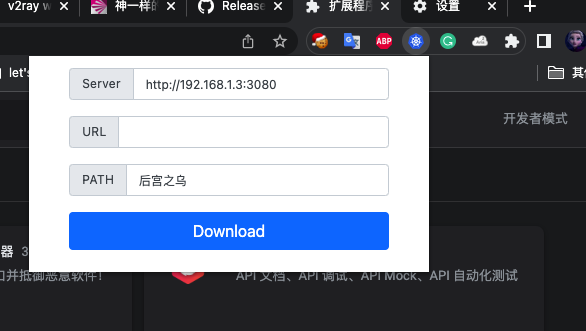 v2ray w
神一样的
Release
扩展程序
设置
ABP
let's
其
Server http://192.168.1.3:3080
URL
开发者模式
PATH 后宫之乌
Download
器 3
口并抵御恶意软件！
API 文档、API 调试、API Mock、API 自动化测试